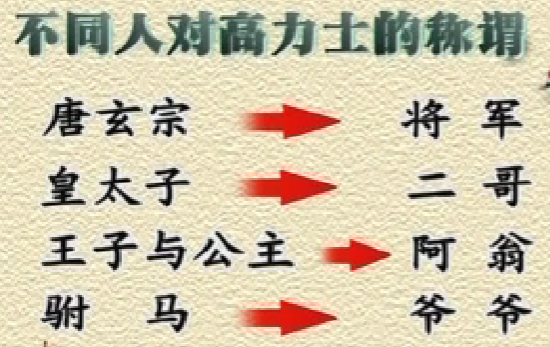 不同人对高力士的称谓
唐玄宗 将军
皇太子 二哥
王子与公主 阿翁
驸马 爷爷